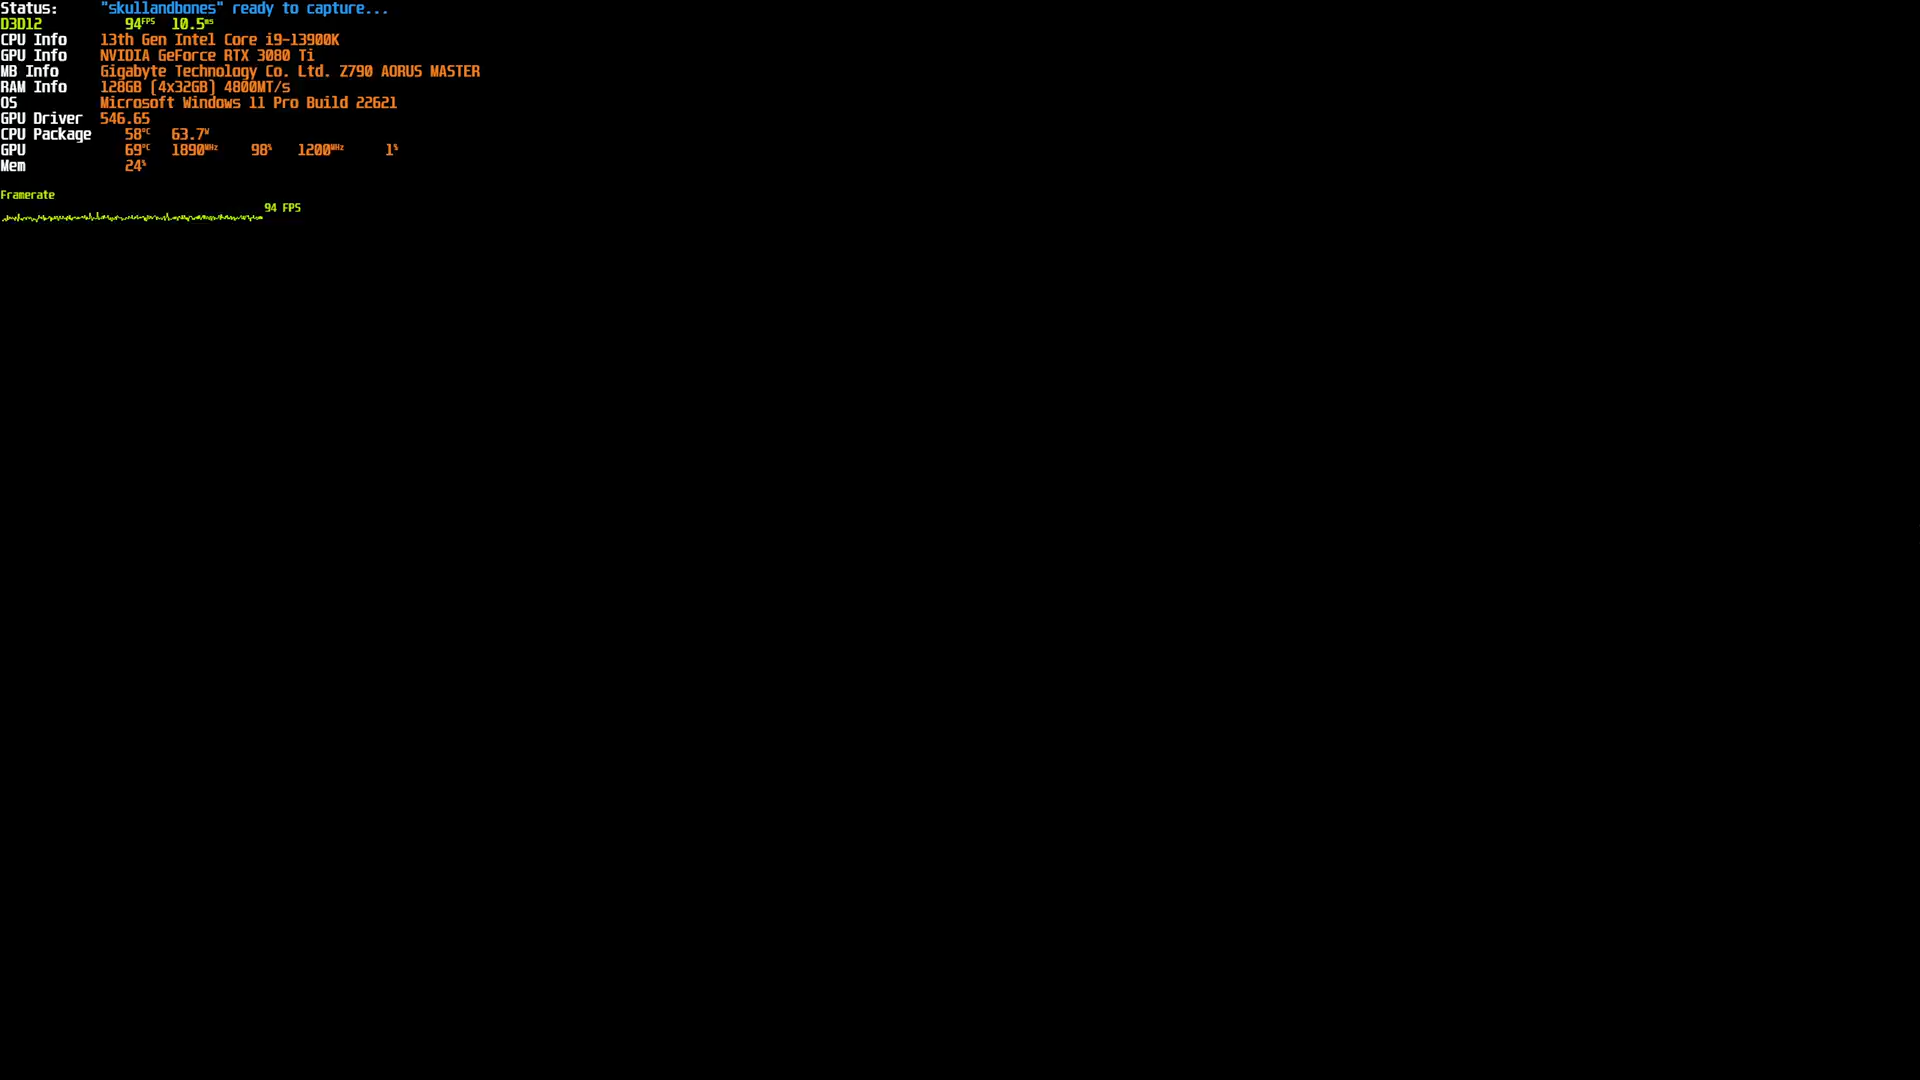 Status: "skullandbones" ready to capture...
D3D12 94FPS 10.5ms
CPU Info 13th Gen Intel Core i9-13900K
GPU Info NVIDIA GeForce RTX 3080 Ti
MB Info Gigabyte Technology Co. Ltd. Z790 AORUS MASTER
RAM Info 128GB (4x32GB) 4800MT/s
OS Microsoft Windows 11 Pro Build 22621
GPU Driver 546.65
CPU Package 58°C 63.7W
GPU 69°C 1890MHz 98% 1200MHz 1%
Mem 24%
Framerate
94 FPS